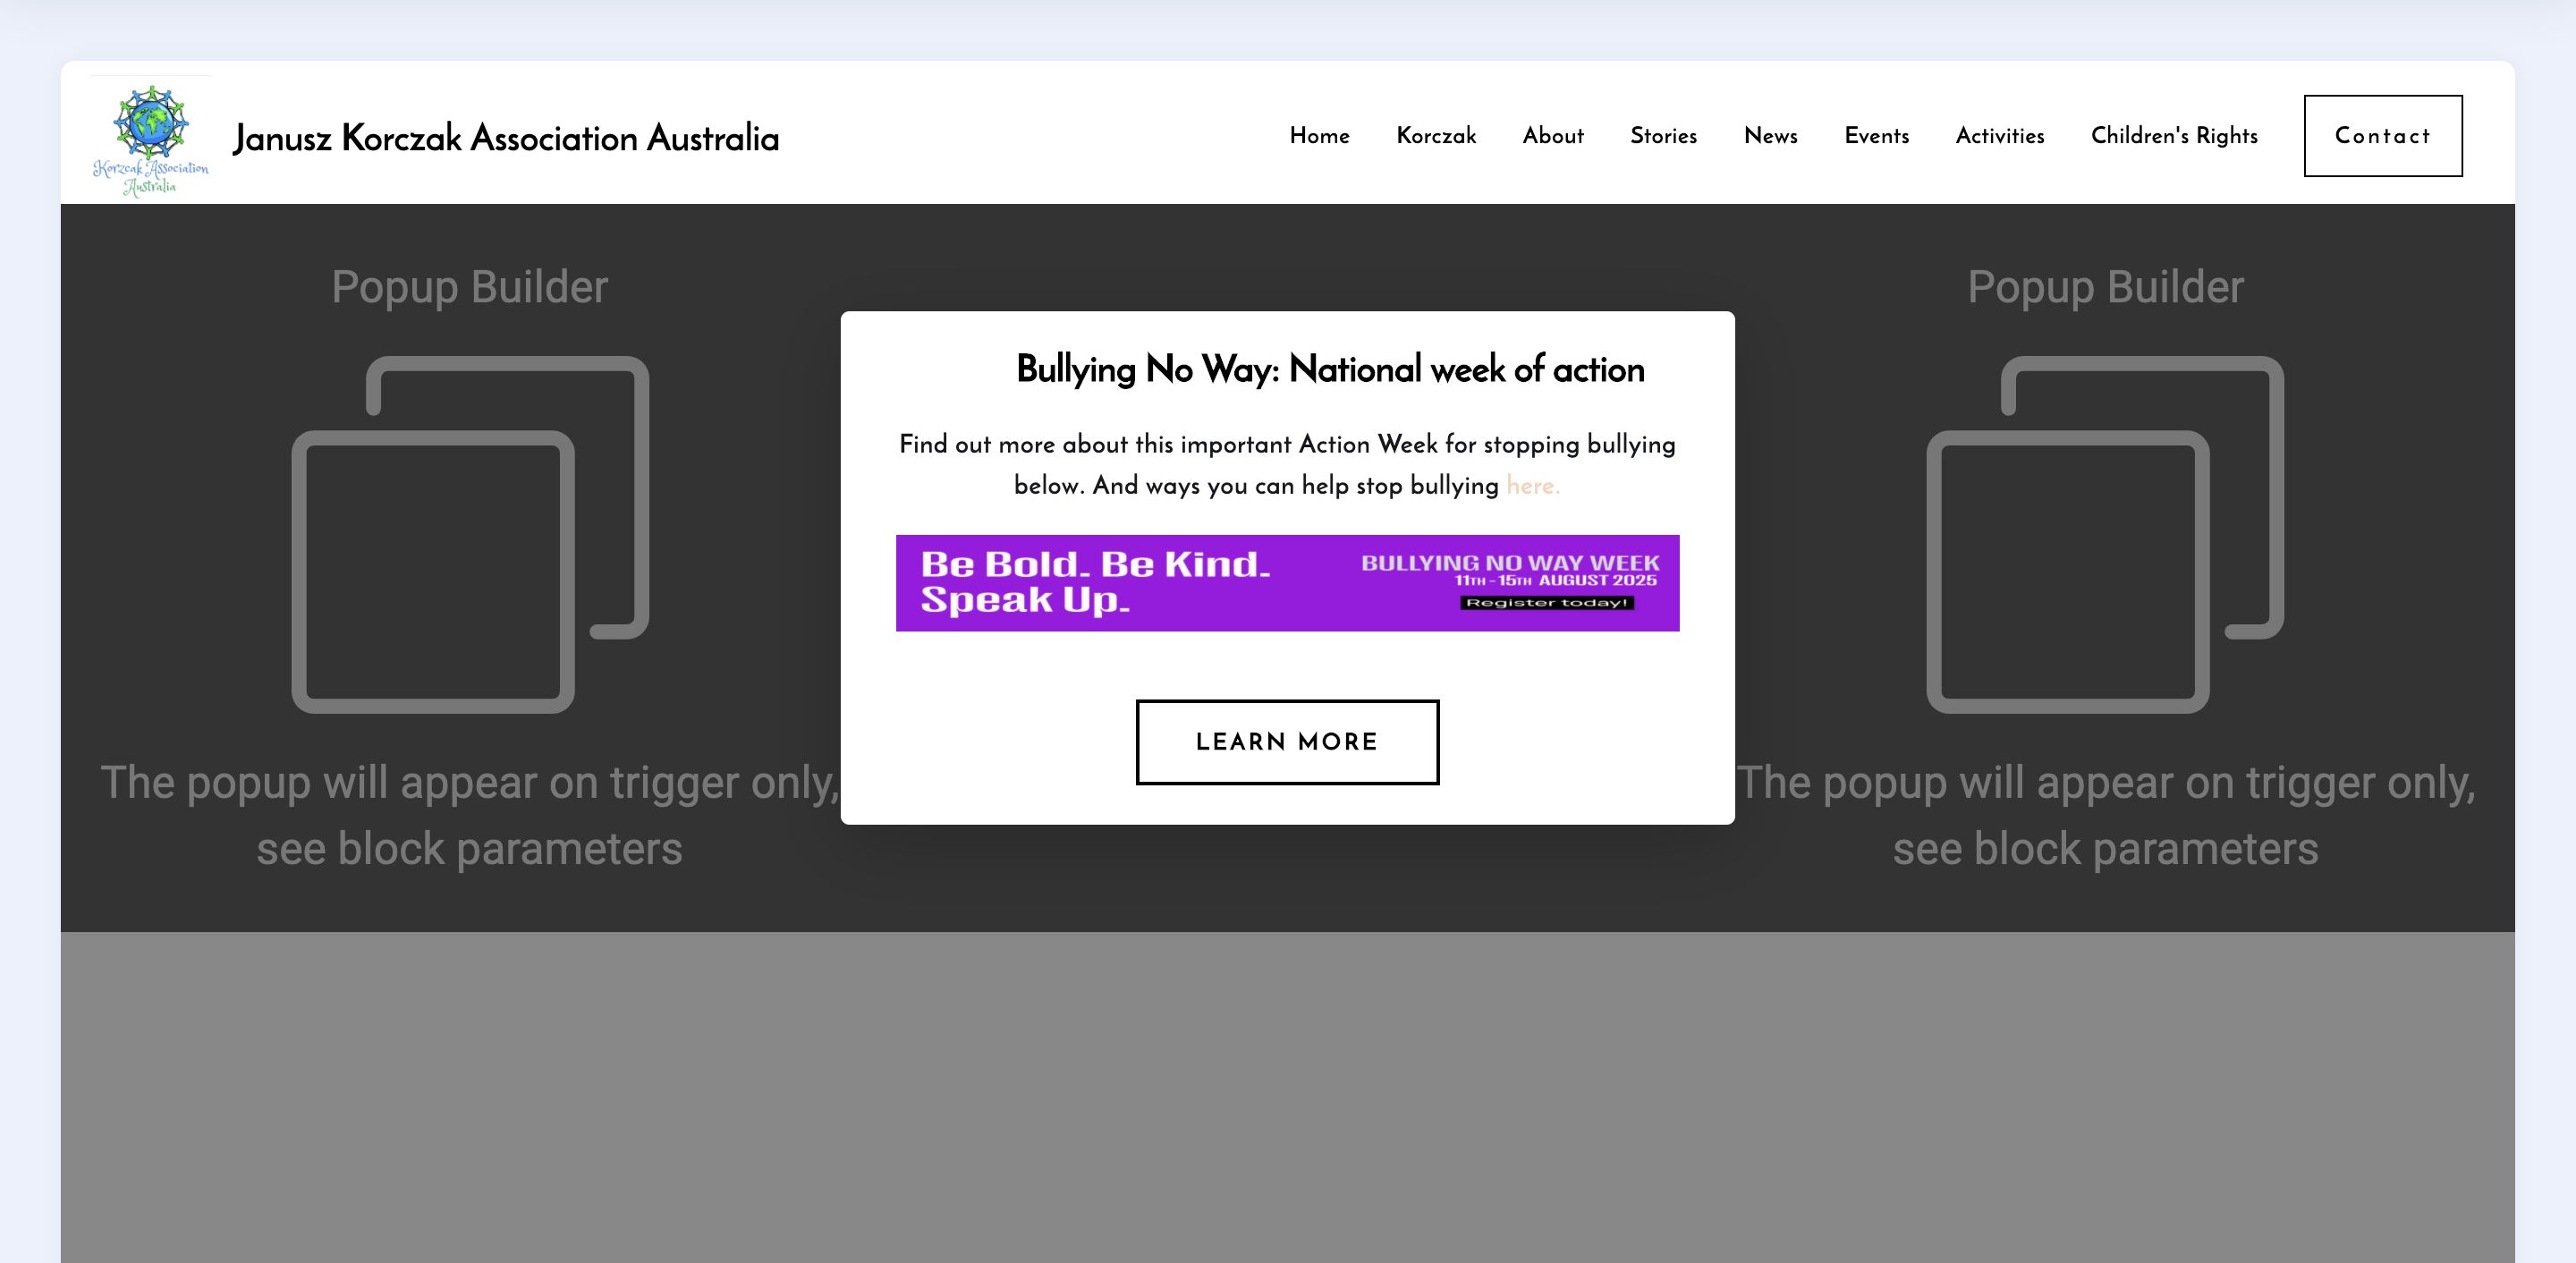 Korzcak Association
Australia
Janusz Korczak Association Australia
Home Korczak About Stories News Events Activities Children's Rights Contact
Popup Builder
The popup will appear on trigger only,
see block parameters
Bullying No Way: National week of action
Find out more about this important Action Week for stopping bullying
below. And ways you can help stop bullying here.
Be Bold. Be Kind.
Speak Up.
BULLYING NO WAY WEEK
11TH - 15TH AUGUST 2025
Register today!
LEARN MORE
Popup Builder
The popup will appear on trigger only,
see block parameters